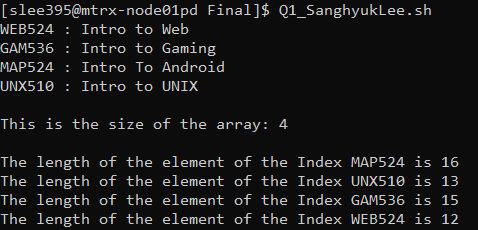 [slee395@mtrx-node01pd Final]$ Q1_SanghyukLee.sh
WEB524 : Intro to Web
GAM536 : Intro to Gaming
MAP524 : Intro To Android
UNX510 : Intro to UNIX
This is the size of the array: 4
The length of the element of the Index MAP524 is 16
The length of the element of the Index UNX510 is 13
The length of the element of the Index GAM536 is 15
The length of the element of the Index WEB524 is 12